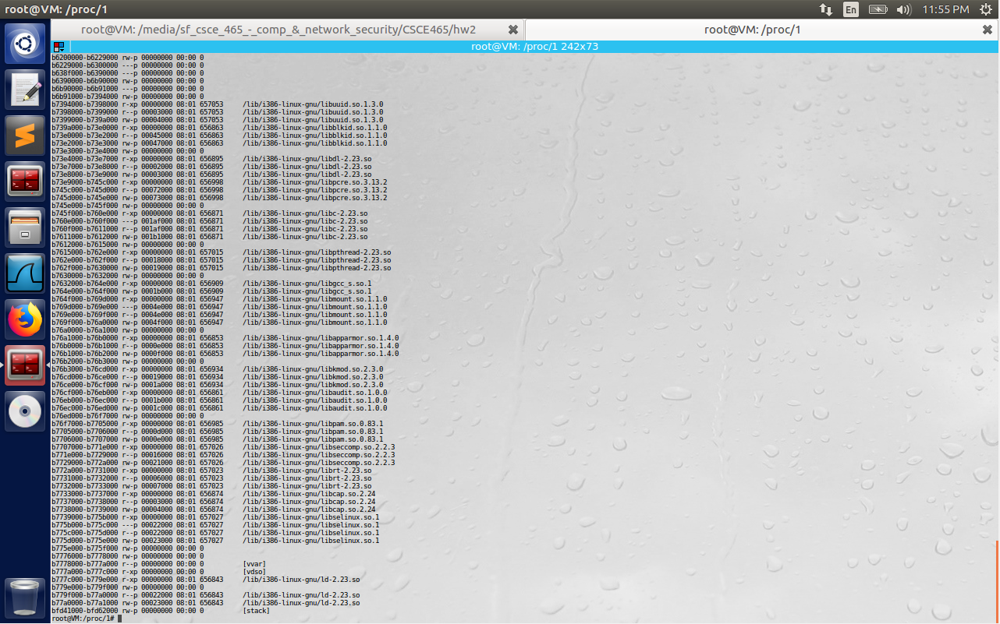 root@VM: /proc/1
En
11:55 PM
root@VM: /media/sf_csce_465_-_comp_&_network_security/CSCE465/hw2
root@VM: /proc/1
root@VM: /proc/1 242x73
b6200000-b6229000 rw-p 00000000 00:00 0
b6229000-b6300000 ---p 00000000 00:00 0
b638f000-b6390000 ---p 00000000 00:00 0
b6390000-b6b90000 rw-p 00000000 00:00 0
b6b90000-b6b91000 ---p 00000000 00:00 0
b6b91000-b7394000 rw-p 00000000 00:00 0
b7394000-b7398000 r-xp 00000000 08:01 657053 /lib/i386-linux-gnu/libuuid.so.1.3.0
b7398000-b7399000 r--p 00003000 08:01 657053 /lib/i386-linux-gnu/libuuid.so.1.3.0
b7399000-b739a000 rw-p 00004000 08:01 657053 /lib/i386-linux-gnu/libuuid.so.1.3.0
b739a000-b73e0000 r-xp 00000000 08:01 656863 /lib/i386-linux-gnu/libblkid.so.1.1.0
b73e0000-b73e2000 r--p 00045000 08:01 656863 /lib/i386-linux-gnu/libblkid.so.1.1.0
b73e2000-b73e3000 rw-p 00047000 08:01 656863 /lib/i386-linux-gnu/libblkid.so.1.1.0
b73e3000-b73e4000 rw-p 00000000 00:00 0
b73e4000-b73e7000 r-xp 00000000 08:01 656895 /lib/i386-linux-gnu/libdl-2.23.so
b73e7000-b73e8000 r--p 00002000 08:01 656895 /lib/i386-linux-gnu/libdl-2.23.so
b73e8000-b73e9000 rw-p 00003000 08:01 656895 /lib/i386-linux-gnu/libdl-2.23.so
b73e9000-b745c000 r-xp 00000000 08:01 656998 /lib/i386-linux-gnu/libpcre.so.3.13.2
b745c000-b745d000 r--p 00072000 08:01 656998 /lib/i386-linux-gnu/libpcre.so.3.13.2
b745d000-b745e000 rw-p 00073000 08:01 656998 /lib/i386-linux-gnu/libpcre.so.3.13.2
b745e000-b745f000 rw-p 00000000 00:00 0
b745f000-b760e000 r-xp 00000000 08:01 656871 /lib/i386-linux-gnu/libc-2.23.so
b760e000-b760f000 ---p 001af000 08:01 656871 /lib/i386-linux-gnu/libc-2.23.so
b760f000-b7611000 r--p 001af000 08:01 656871 /lib/i386-linux-gnu/libc-2.23.so
b7611000-b7612000 rw-p 001b1000 08:01 656871 /lib/i386-linux-gnu/libc-2.23.so
b7612000-b7615000 rw-p 00000000 00:00 0
b7615000-b762e000 r-xp 00000000 08:01 657015 /lib/i386-linux-gnu/libpthread-2.23.so
b762e000-b762f000 r--p 00018000 08:01 657015 /lib/i386-linux-gnu/libpthread-2.23.so
b762f000-b7630000 rw-p 00019000 08:01 657015 /lib/i386-linux-gnu/libpthread-2.23.so
b7630000-b7632000 rw-p 00000000 00:00 0
b7632000-b764e000 r-xp 00000000 08:01 656909 /lib/i386-linux-gnu/libgcc_s.so.1
b764e000-b764f000 rw-p 0001b000 08:01 656909 /lib/i386-linux-gnu/libgcc_s.so.1
b764f000-b769d000 r-xp 00000000 08:01 656947 /lib/i386-linux-gnu/libmount.so.1.1.0
b769d000-b769e000 ---p 0004e000 08:01 656947 /lib/i386-linux-gnu/libmount.so.1.1.0
b769e000-b769f000 r--p 0004e000 08:01 656947 /lib/i386-linux-gnu/libmount.so.1.1.0
b769f000-b76a0000 rw-p 0004f000 08:01 656947 /lib/i386-linux-gnu/libmount.so.1.1.0
b76a0000-b76a1000 rw-p 00000000 00:00 0
b76a1000-b76b0000 r-xp 00000000 08:01 656853 /lib/i386-linux-gnu/libapparmor.so.1.4.0
b76b0000-b76b1000 r--p 0000e000 08:01 656853 /lib/i386-linux-gnu/libapparmor.so.1.4.0
b76b1000-b76b2000 rw-p 0000f000 08:01 656853 /lib/i386-linux-gnu/libapparmor.so.1.4.0
b76b2000-b76b3000 rw-p 00000000 00:00 0
b76b3000-b76cd000 r-xp 00000000 08:01 656934 /lib/i386-linux-gnu/libkmod.so.2.3.0
b76cd000-b76ce000 r--p 00019000 08:01 656934 /lib/i386-linux-gnu/libkmod.so.2.3.0
b76ce000-b76cf000 rw-p 0001a000 08:01 656934 /lib/i386-linux-gnu/libkmod.so.2.3.0
b76cf000-b76eb000 r-xp 00000000 08:01 656861 /lib/i386-linux-gnu/libaudit.so.1.0.0
b76eb000-b76ec000 r--p 0001b000 08:01 656861 /lib/i386-linux-gnu/libaudit.so.1.0.0
b76ec000-b76ed000 rw-p 0001c000 08:01 656861 /lib/i386-linux-gnu/libaudit.so.1.0.0
b76ed000-b76f7000 rw-p 00000000 00:00 0
b76f7000-b7705000 r-xp 00000000 08:01 656985 /lib/i386-linux-gnu/libpam.so.0.83.1
b7705000-b7706000 r--p 0000d000 08:01 656985 /lib/i386-linux-gnu/libpam.so.0.83.1
b7706000-b7707000 rw-p 0000e000 08:01 656985 /lib/i386-linux-gnu/libpam.so.0.83.1
b7707000-b771e000 r-xp 00000000 08:01 657026 /lib/i386-linux-gnu/libseccomp.so.2.2.3
b771e000-b7729000 r--p 00016000 08:01 657026 /lib/i386-linux-gnu/libseccomp.so.2.2.3
b7729000-b772a000 rw-p 00021000 08:01 657026 /lib/i386-linux-gnu/libseccomp.so.2.2.3
b772a000-b7731000 r-xp 00000000 08:01 657023 /lib/i386-linux-gnu/librt-2.23.so
b7731000-b7732000 r--p 00006000 08:01 657023 /lib/i386-linux-gnu/librt-2.23.so
b7732000-b7733000 rw-p 00007000 08:01 657023 /lib/i386-linux-gnu/librt-2.23.so
b7733000-b7737000 r-xp 00000000 08:01 656874 /lib/i386-linux-gnu/libcap.so.2.24
b7737000-b7738000 r--p 00003000 08:01 656874 /lib/i386-linux-gnu/libcap.so.2.24
b7738000-b7739000 rw-p 00004000 08:01 656874 /lib/i386-linux-gnu/libcap.so.2.24
b7739000-b775b000 r-xp 00000000 08:01 657027 /lib/i386-linux-gnu/libselinux.so.1
b775b000-b775c000 ---p 00022000 08:01 657027 /lib/i386-linux-gnu/libselinux.so.1
b775c000-b775d000 r--p 00022000 08:01 657027 /lib/i386-linux-gnu/libselinux.so.1
b775d000-b775e000 rw-p 00023000 08:01 657027 /lib/i386-linux-gnu/libselinux.so.1
b775e000-b775f000 rw-p 00000000 00:00 0
b7776000-b7778000 rw-p 00000000 00:00 0
b7778000-b777a000 r--p 00000000 00:00 0 [vvar]
b777a000-b777c000 r-xp 00000000 00:00 0 [vdso]
b777c000-b779e000 r-xp 00000000 08:01 656843 /lib/i386-linux-gnu/ld-2.23.so
b779e000-b779f000 rw-p 00000000 00:00 0
b779f000-b77a0000 r--p 00022000 08:01 656843 /lib/i386-linux-gnu/ld-2.23.so
b77a0000-b77a1000 rw-p 00023000 08:01 656843 /lib/i386-linux-gnu/ld-2.23.so
bfd41000-bfd62000 rw-p 00000000 00:00 0 [stack]
root@VM:/proc/1#